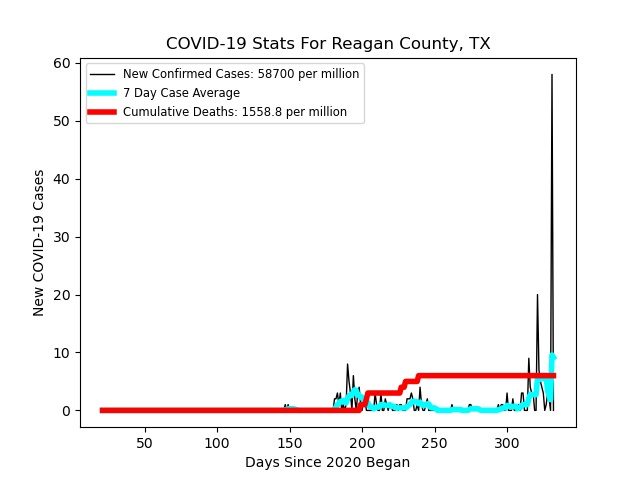 COVID-19 Stats For Reagan County, TX
New Confirmed Cases: 58700 per million
7 Day Case Average
Cumulative Deaths: 1558.8 per million
New COVID-19 Cases
60
50
40
30
20
10
0
50 100 150 200 250 300
Days Since 2020 Began